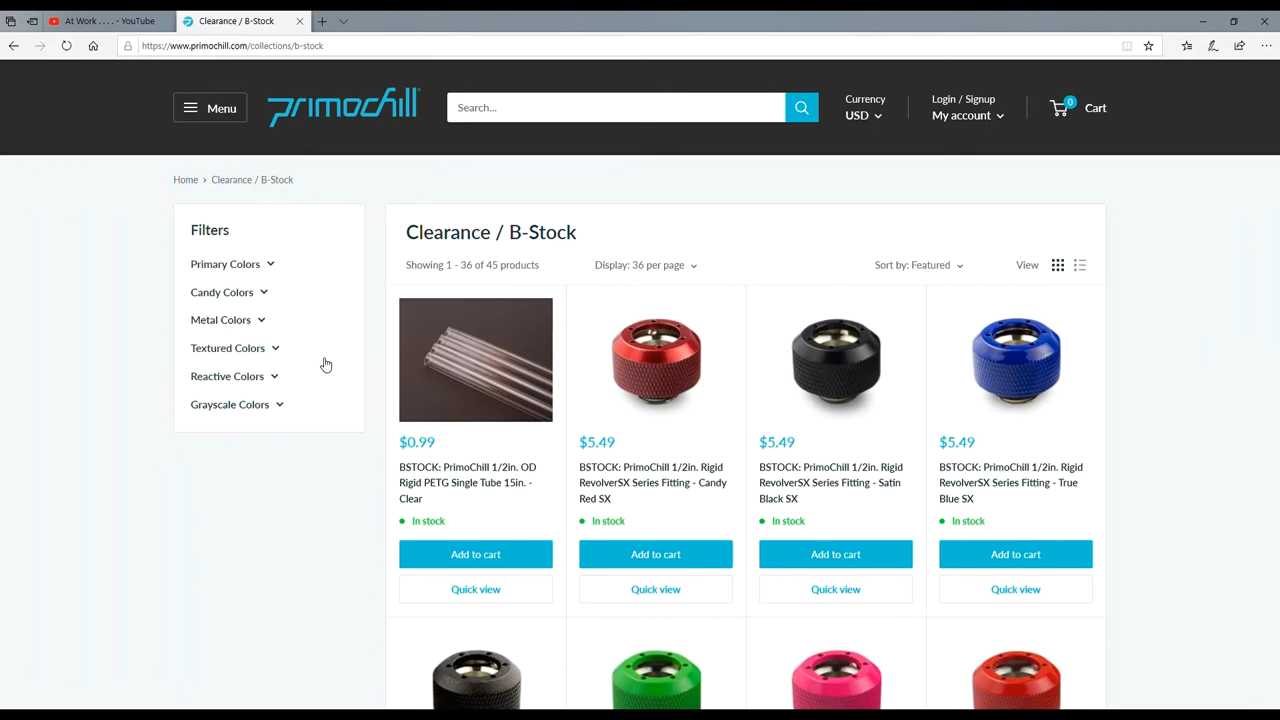 At Work . . . . - YouTube
Clearance / B-Stock
https://www.primochill.com/collections/b-stock
Menu
primochill
Search...
Currency
USD
Login / Signup
My account
0
Cart
Home > Clearance / B-Stock
Filters
Primary Colors
Candy Colors
Metal Colors
Textured Colors
Reactive Colors
Grayscale Colors
Clearance / B-Stock
Showing 1 - 36 of 45 products
Display: 36 per page
Sort by: Featured
View
$0.99
BSTOCK: PrimoChill 1/2in. OD
Rigid PETG Single Tube 15in. -
Clear
In stock
Add to cart
Quick view
$5.49
BSTOCK: PrimoChill 1/2in. Rigid
RevolverSX Series Fitting - Candy
Red SX
In stock
Add to cart
Quick view
$5.49
BSTOCK: PrimoChill 1/2in. Rigid
RevolverSX Series Fitting - Satin
Black SX
In stock
Add to cart
Quick view
$5.49
BSTOCK: PrimoChill 1/2in. Rigid
RevolverSX Series Fitting - True
Blue SX
In stock
Add to cart
Quick view